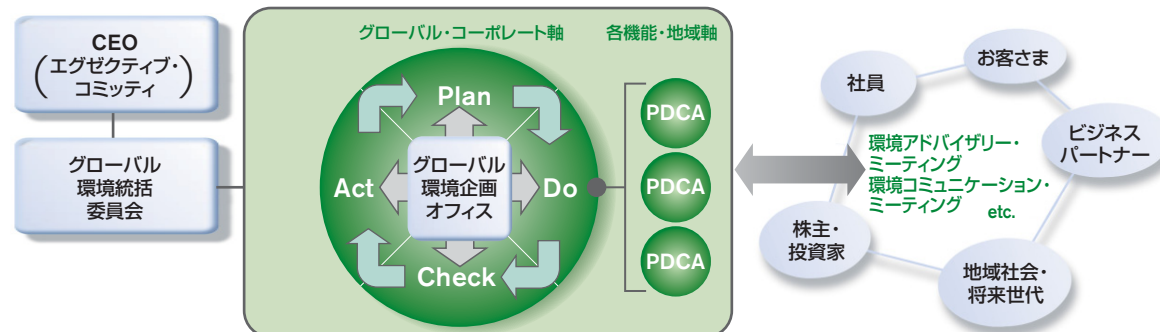 CEO
(エグゼクティブ・
コミッティ)
グローバル
環境統括
委員会
グローバル・コーポレート軸
各機能・地域軸
Plan
Do
Check
Act
グローバル
環境企画
オフィス
PDCA
PDCA
PDCA
社員
お客さま
ビジネス
パートナー
地域社会・
将来世代
株主・
投資家
環境アドバイザリー・
ミーティング
環境コミュニケーション・
ミーティング etc.